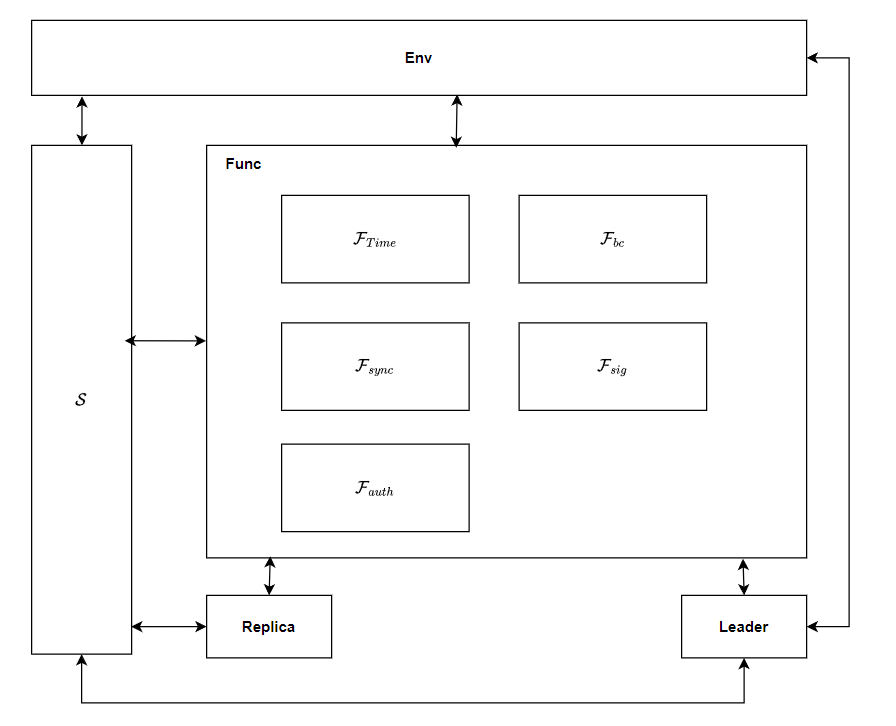 Env
Func
𝓕_Time
𝓕_bc
𝓕_sync
𝓕_sig
𝓢
𝓕_auth
Replica
Leader